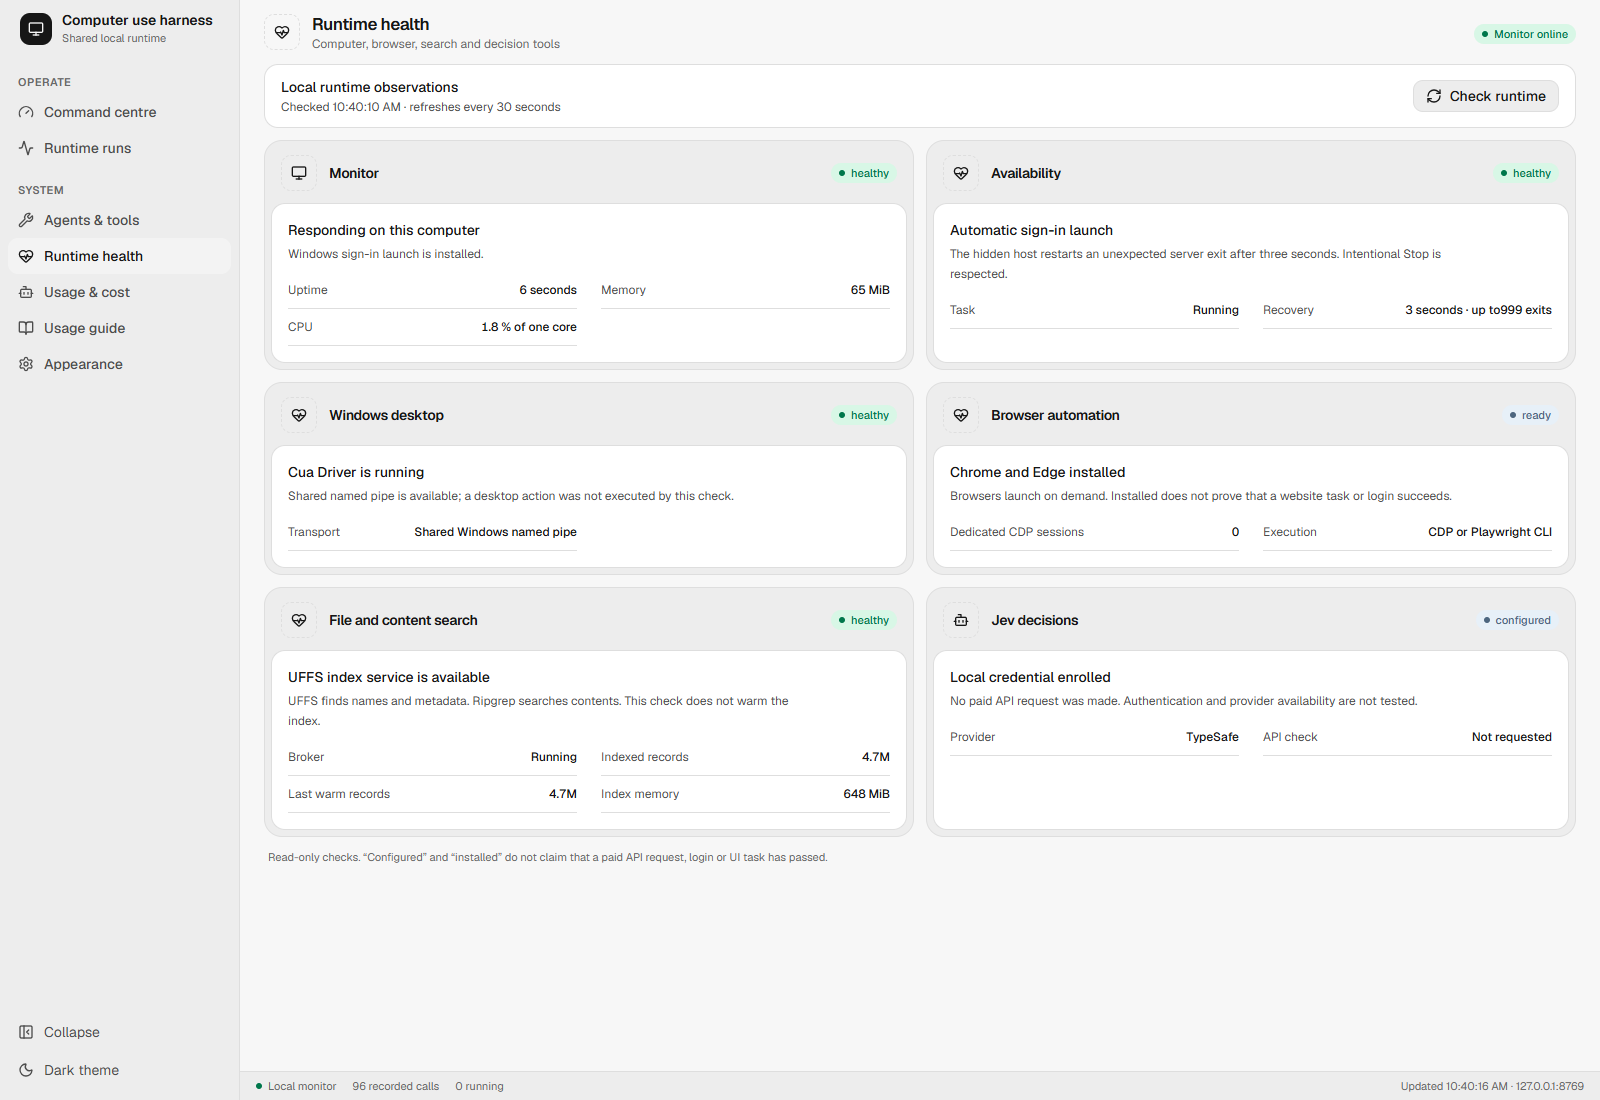 Computer use harness
Shared local runtime
OPERATE
Command centre
Runtime runs
SYSTEM
Agents & tools
Runtime health
Usage & cost
Usage guide
Appearance
Collapse
Dark theme
Runtime health
Computer, browser, search and decision tools
Monitor online
Local runtime observations
Checked 10:40:10 AM · refreshes every 30 seconds
Check runtime
Monitor
healthy
Responding on this computer
Windows sign-in launch is installed.
Uptime 6 seconds
Memory 65 MiB
CPU 1.8 % of one core
Availability
healthy
Automatic sign-in launch
The hidden host restarts an unexpected server exit after three seconds. Intentional Stop is
respected.
Task Running
Recovery 3 seconds · up to999 exits
Windows desktop
healthy
Cua Driver is running
Shared named pipe is available; a desktop action was not executed by this check.
Transport Shared Windows named pipe
Browser automation
ready
Chrome and Edge installed
Browsers launch on demand. Installed does not prove that a website task or login succeeds.
Dedicated CDP sessions 0
Execution CDP or Playwright CLI
File and content search
healthy
UFFS index service is available
UFFS finds names and metadata. Ripgrep searches contents. This check does not warm the
index.
Broker Running
Indexed records 4.7M
Last warm records 4.7M
Index memory 648 MiB
Jev decisions
configured
Local credential enrolled
No paid API request was made. Authentication and provider availability are not tested.
Provider TypeSafe
API check Not requested
Read-only checks. “Configured” and “installed” do not claim that a paid API request, login or UI task has passed.
Local monitor 96 recorded calls 0 running
Updated 10:40:16 AM · 127.0.0.1:8769